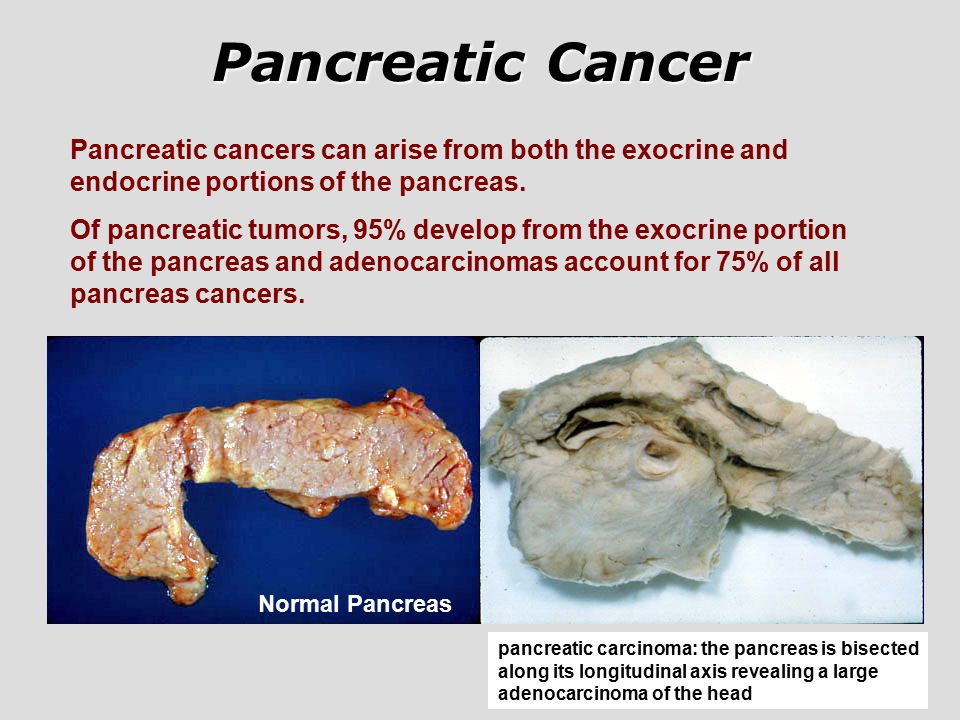 Pancreatic Cancer
Pancreatic cancers can arise from both the exocrine and
endocrine portions of the pancreas.
Of pancreatic tumors, 95% develop from the exocrine portion
of the pancreas and adenocarcinomas account for 75% of all
pancreas cancers.
Normal Pancreas
pancreatic carcinoma: the pancreas is bisected
along its longitudinal axis revealing a large
adenocarcinoma of the head